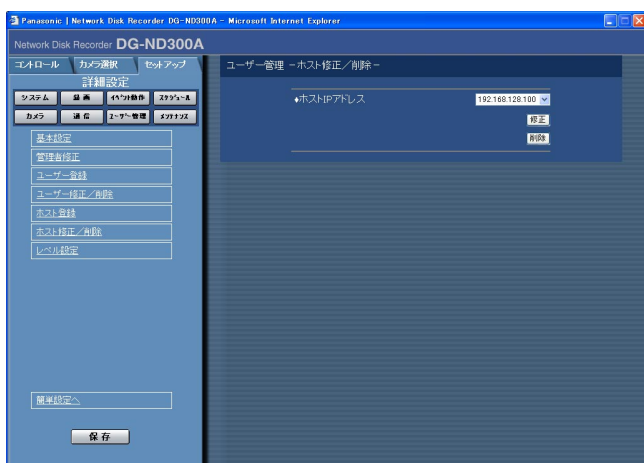 Panasonic | Network Disk Recorder DG-ND300A - Microsoft Internet Explorer
Network Disk Recorder DG-ND300A
コントロール カメラ選択 セットアップ
詳細設定
システム 録画 イベント動作 スケジュール
カメラ 通信 ユーザー管理 メンテナンス
基本設定
管理者修正
ユーザー登録
ユーザー修正／削除
ホスト登録
ホスト修正／削除
レベル設定
簡単設定へ
保存
ユーザー管理 －ホスト修正／削除－
♦ホストIPアドレス 192.168.128.100
修正
削除